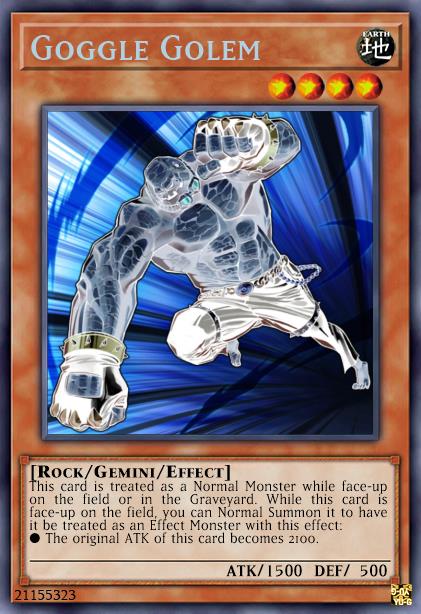 Goggle Golem
EARTH
地
[Rock/Gemini/Effect]
This card is treated as a Normal Monster while face-up
on the field or in the Graveyard. While this card is
face-up on the field, you can Normal Summon it to have
it be treated as an Effect Monster with this effect:
● The original ATK of this card becomes 2100.
ATK/1500 DEF/ 500
21155323